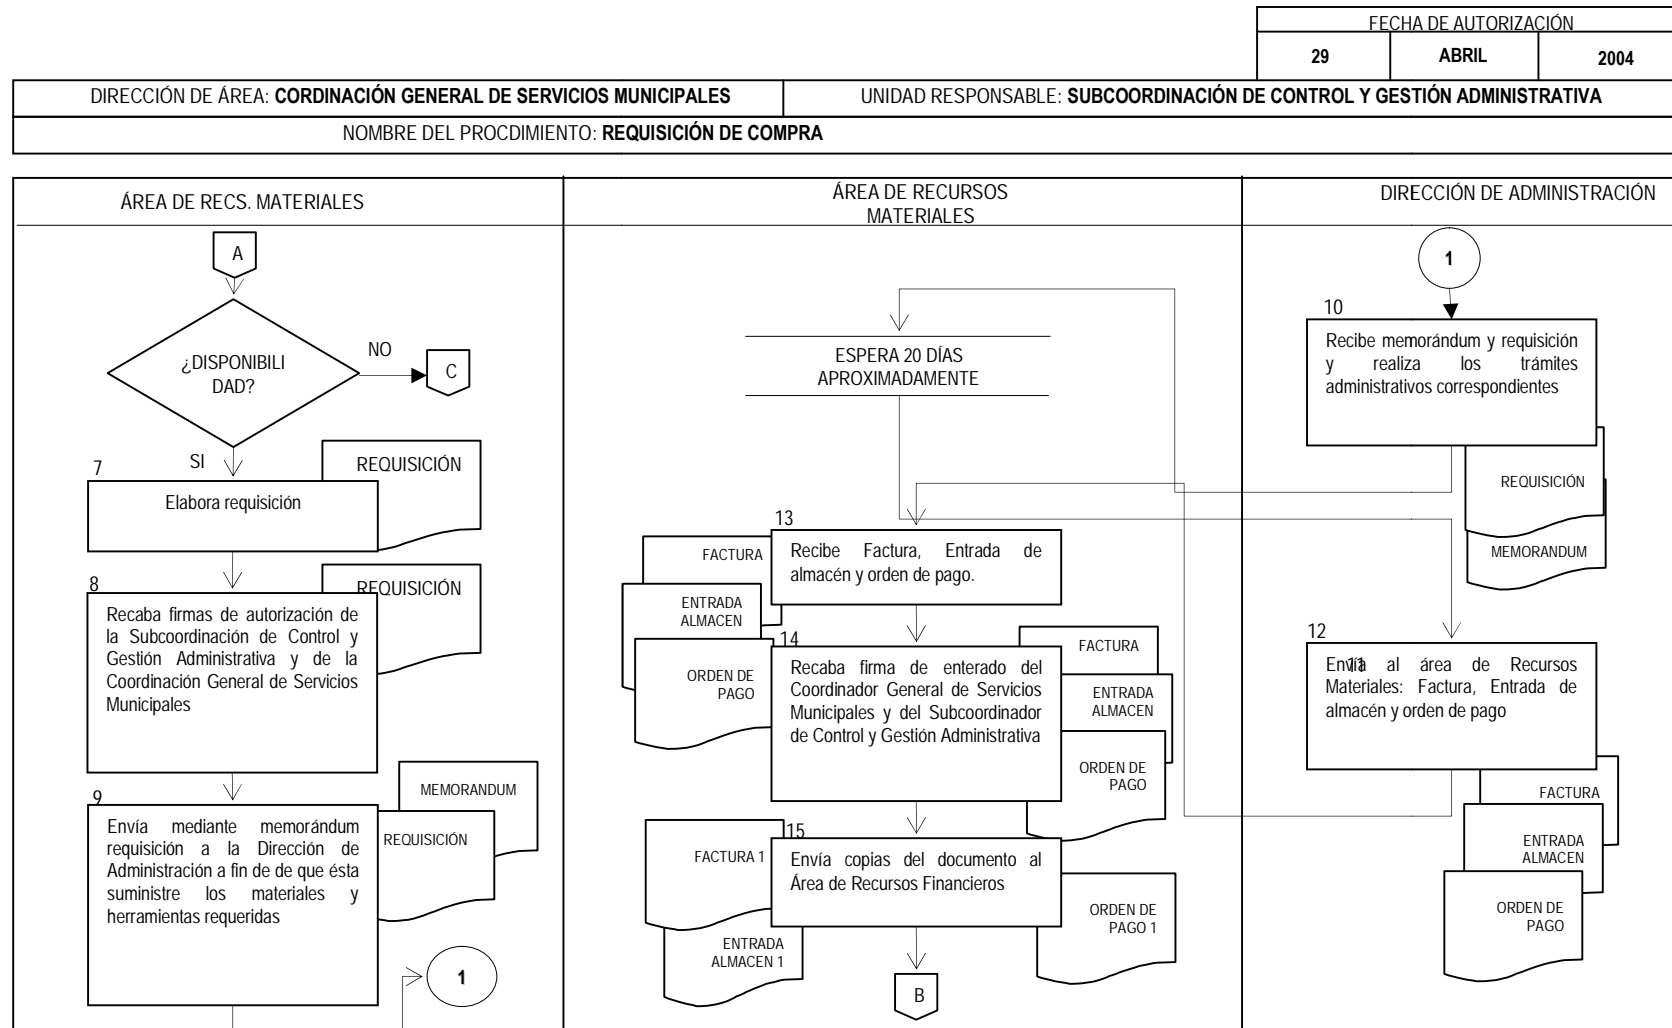 FECHA DE AUTORIZACIÓN
29 ABRIL 2004
DIRECCIÓN DE ÁREA: CORDINACIÓN GENERAL DE SERVICIOS MUNICIPALES
UNIDAD RESPONSABLE: SUBCOORDINACIÓN DE CONTROL Y GESTIÓN ADMINISTRATIVA
NOMBRE DEL PROCDIMIENTO: REQUISICIÓN DE COMPRA
ÁREA DE RECS. MATERIALES
A
¿DISPONIBILI
DAD?
NO
C
SI
7
REQUISICIÓN
Elabora requisición
8
REQUISICIÓN
Recaba firmas de autorización de
la Subcoordinación de Control y
Gestión Administrativa y de la
Coordinación General de Servicios
Municipales
9
MEMORANDUM
REQUISICIÓN
Envía mediante memorándum
requisición a la Dirección de
Administración a fin de de que ésta
suministre los materiales y
herramientas requeridas
1
ÁREA DE RECURSOS
MATERIALES
ESPERA 20 DÍAS
APROXIMADAMENTE
13
Recibe Factura, Entrada de
almacén y orden de pago.
FACTURA
ENTRADA
ALMACEN
ORDEN DE
PAGO
14
Recaba firma de enterado del
Coordinador General de Servicios
Municipales y del Subcoordinador
de Control y Gestión Administrativa
FACTURA
ENTRADA
ALMACEN
ORDEN DE
PAGO
15
Envía copias del documento al
Área de Recursos Financieros
FACTURA 1
ENTRADA
ALMACEN 1
ORDEN DE
PAGO 1
B
DIRECCIÓN DE ADMINISTRACIÓN
1
10
Recibe memorándum y requisición
y realiza los trámites
administrativos correspondientes
REQUISICIÓN
MEMORANDUM
12
11
Envía al área de Recursos
Materiales: Factura, Entrada de
almacén y orden de pago
FACTURA
ENTRADA
ALMACEN
ORDEN DE
PAGO